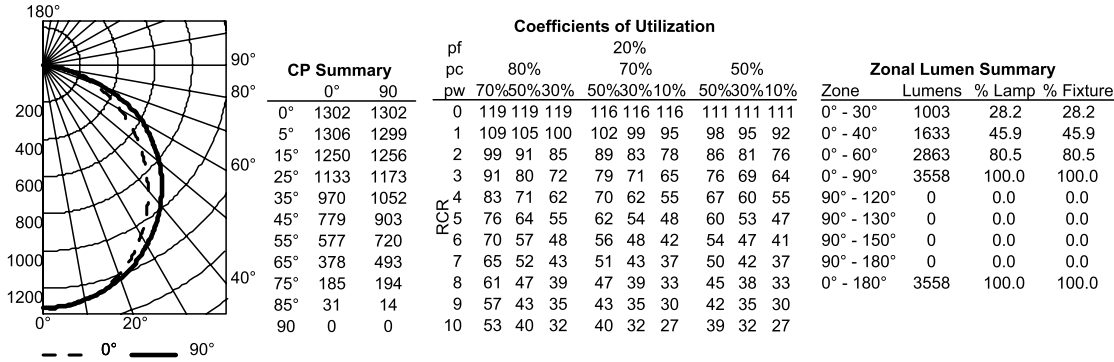 180°
90°
200
80°
400
600
60°
800
1000
40°
1200
0°
20°
0°
90°
CP Summary
0° 90
0° 1302 1302
5° 1306 1299
15° 1250 1256
25° 1133 1173
35° 970 1052
45° 779 903
55° 577 720
65° 378 493
75° 185 194
85° 31 14
90 0 0
Coefficients of Utilization
pf 20%
pc 80% 70% 50%
pw 70%50%30% 50%30%10% 50%30%10%
RCR
0 119 119 119 116 116 116 111 111 111
1 109 105 100 102 99 95 98 95 92
2 99 91 85 89 83 78 86 81 76
3 91 80 72 79 71 65 76 69 64
4 83 71 62 70 62 55 67 60 55
5 76 64 55 62 54 48 60 53 47
6 70 57 48 56 48 42 54 47 41
7 65 52 43 51 43 37 50 42 37
8 61 47 39 47 39 33 45 38 33
9 57 43 35 43 35 30 42 35 30
10 53 40 32 40 32 27 39 32 27
Zonal Lumen Summary
Zone Lumens % Lamp % Fixture
0° - 30° 1003 28.2 28.2
0° - 40° 1633 45.9 45.9
0° - 60° 2863 80.5 80.5
0° - 90° 3558 100.0 100.0
90° - 120° 0 0.0 0.0
90° - 130° 0 0.0 0.0
90° - 150° 0 0.0 0.0
90° - 180° 0 0.0 0.0
0° - 180° 3558 100.0 100.0